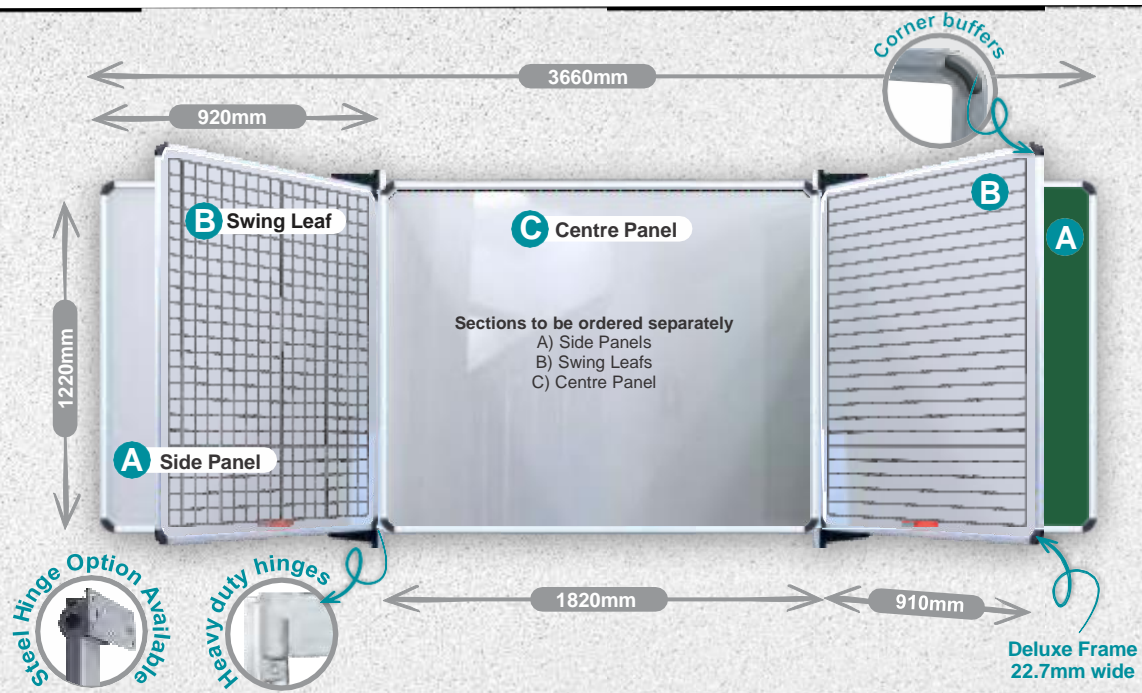 Corner buffers
3660mm
920mm
B Swing Leaf
C Centre Panel
B
A
1220mm
Sections to be ordered separately
A) Side Panels
B) Swing Leafs
C) Centre Panel
A Side Panel
Steel Hinge Option Available
Heavy duty hinges
1820mm
910mm
Deluxe Frame
22.7mm wide